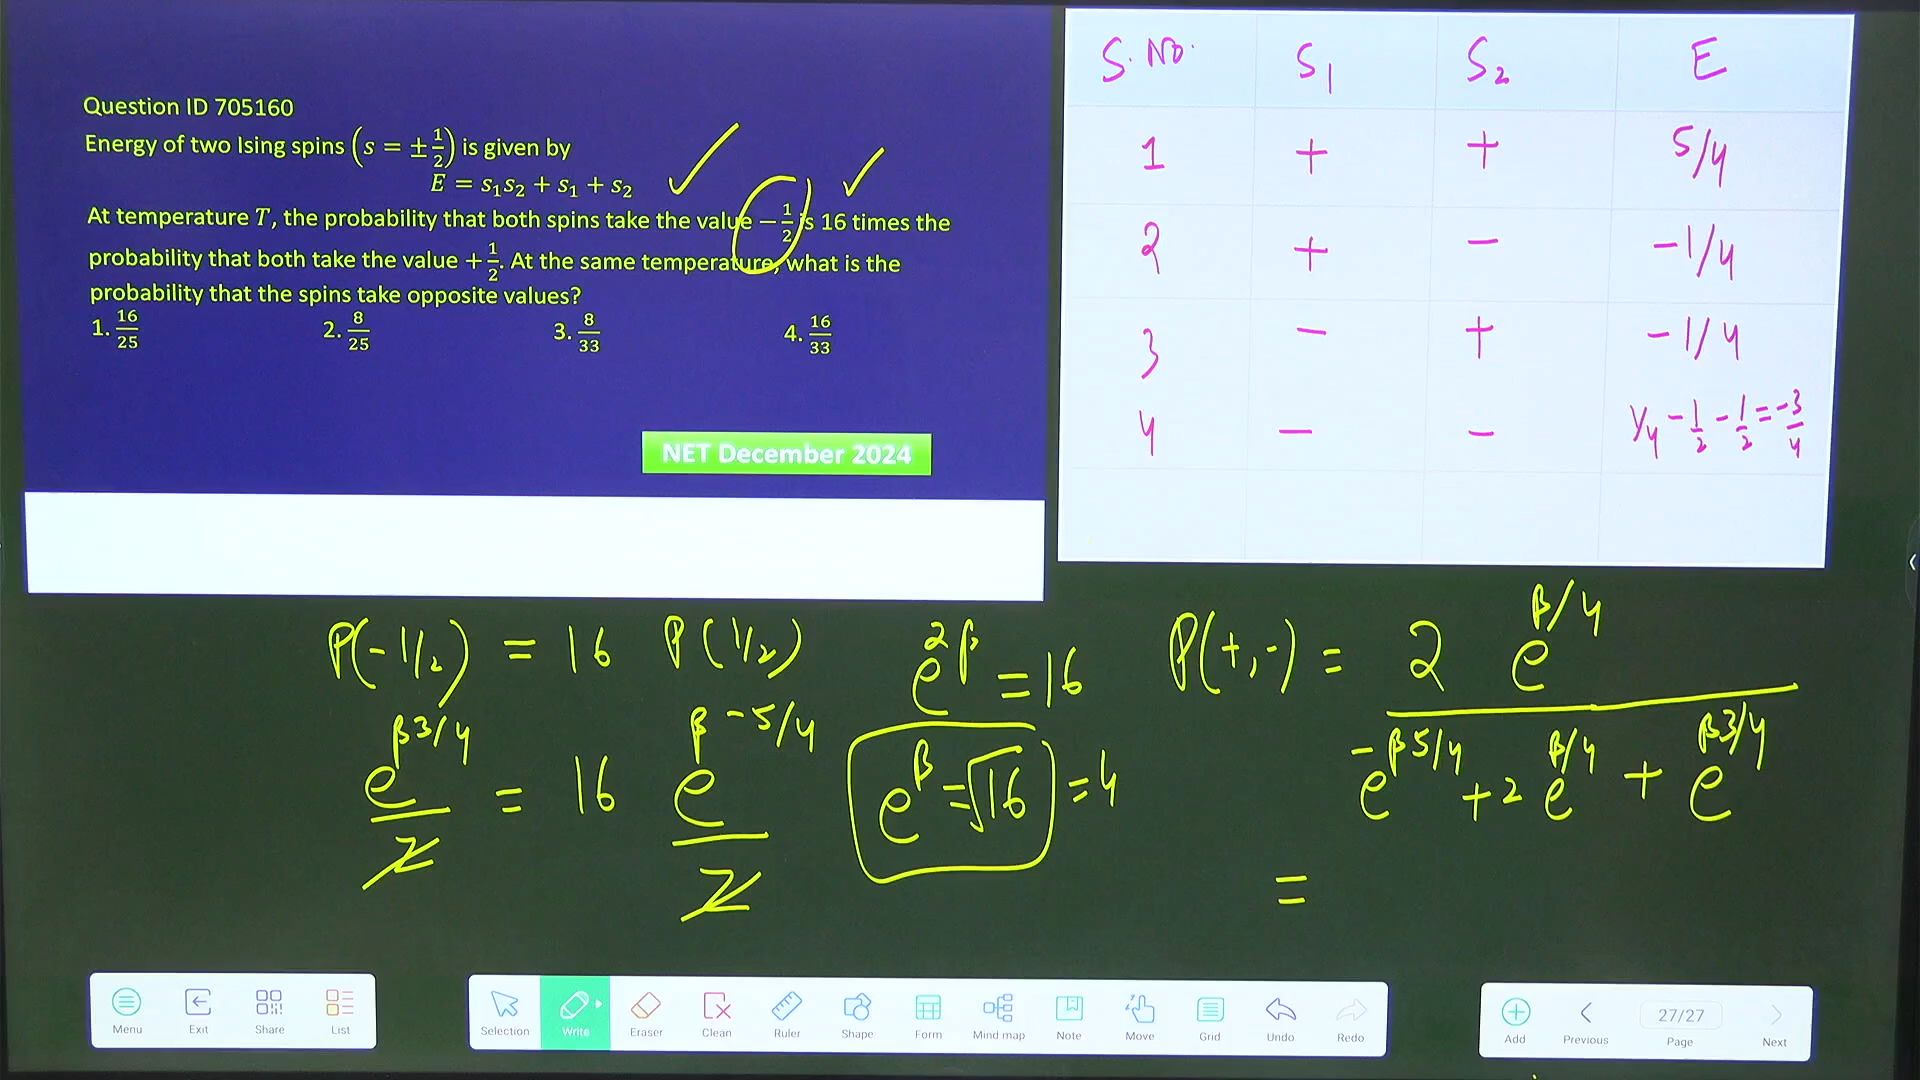 Question ID 705160
Energy of two Ising spins (s = ±1/2) is given by
E = s₁s₂ + s₁ + s₂
At temperature T, the probability that both spins take the value −1/2 is 16 times the
probability that both take the value +1/2. At the same temperature, what is the
probability that the spins take opposite values?
1. 16/25 2. 8/25 3. 8/33 4. 16/33
NET December 2024
S.No. S₁ S₂ E
1 + + 5/4
2 + − −1/4
3 − + −1/4
4 − − 1/4 − 1/2 − 1/2 = −3/4
P(−1/2) = 16 P(1/2)
e^(β3/4)/z = 16 e^(β−5/4)/z
e^(2β) = 16
e^β = √16 = 4
P(+,−) = 2 e^(β/4) / (e^(−β5/4) + 2 e^(β/4) + e^(β3/4))
=
Menu Exit Share List
Selection Write Eraser Clean Ruler Shape Form Mind map Note Move Grid Undo Redo
27/27
Add Previous Page Next